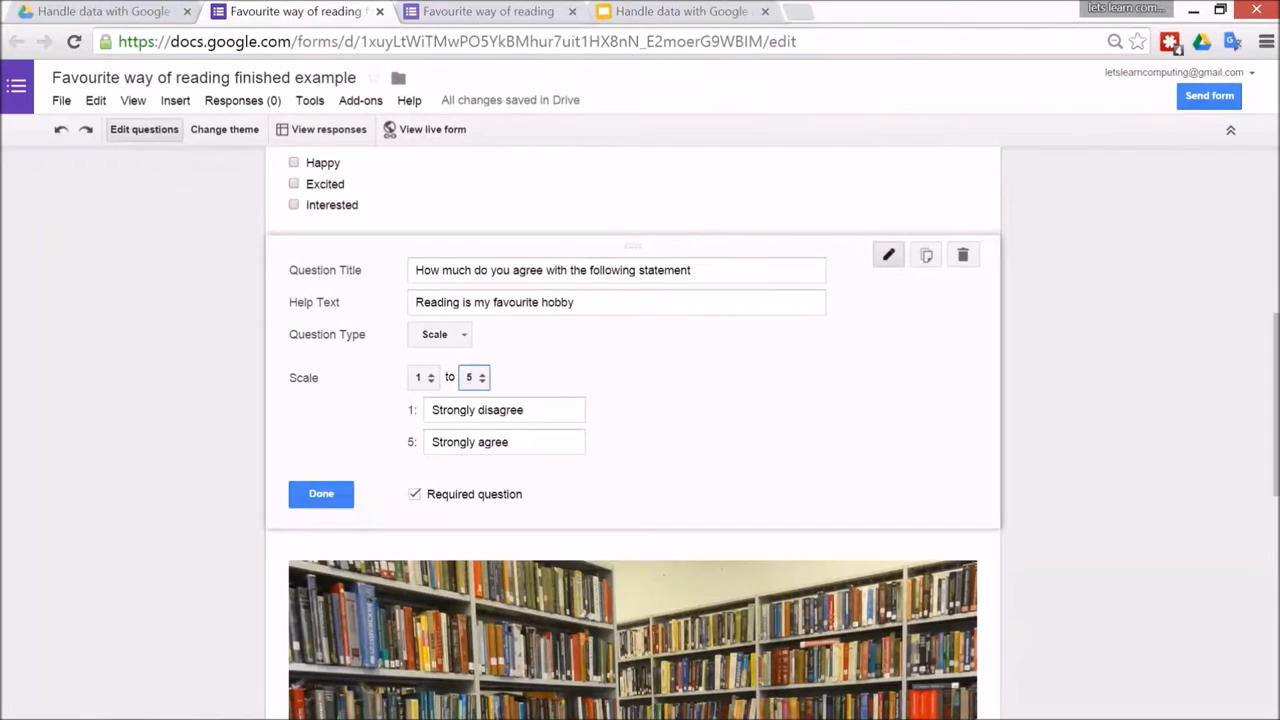 Handle data with Google
Favourite way of reading f
Favourite way of reading
Handle data with Google
lets learn com...
https://docs.google.com/forms/d/1xuyLtWiTMwPO5YkBMhur7uit1HX8nN_E2moerG9WBIM/edit
Favourite way of reading finished example
letslearncomputing@gmail.com
File Edit View Insert Responses (0) Tools Add-ons Help All changes saved in Drive
Send form
Edit questions Change theme View responses View live form
Happy
Excited
Interested
Question Title How much do you agree with the following statement
Help Text Reading is my favourite hobby
Question Type Scale
Scale 1 to 5
1: Strongly disagree
5: Strongly agree
Done Required question